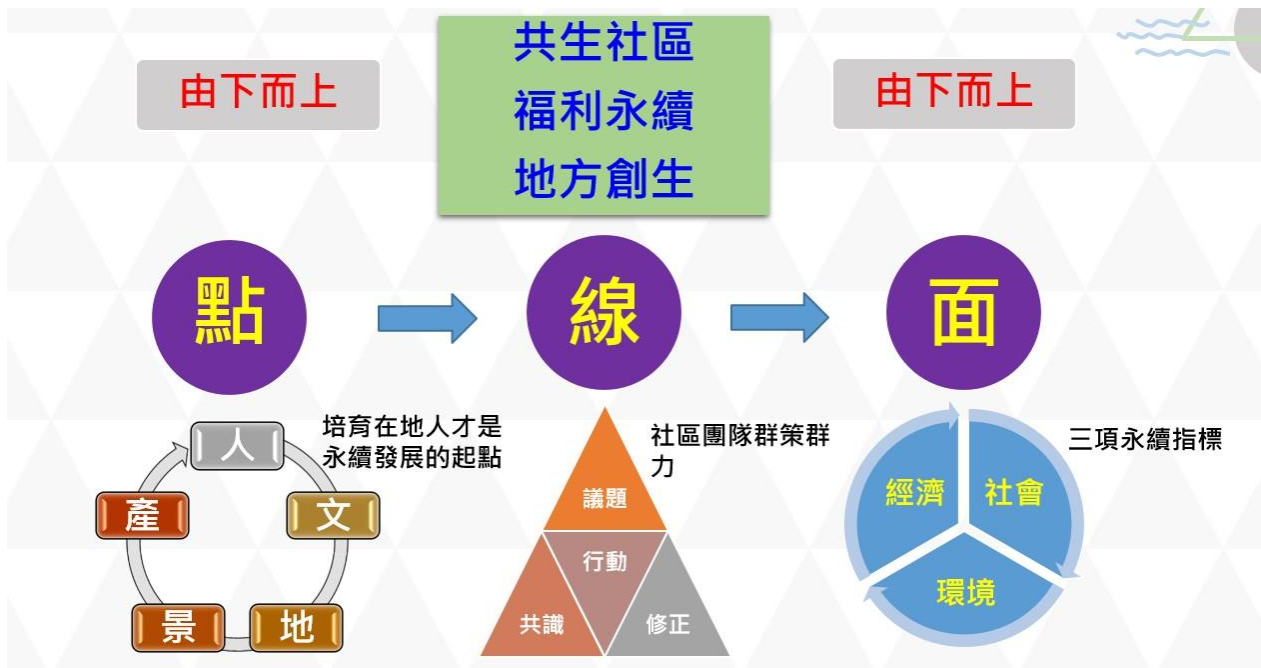 共生社區
福利永續
地方創生
由下而上
由下而上
點
線
面
人
文
地
景
產
培育在地人才是
永續發展的起點
議題
行動
共識
修正
社區團隊群策群
力
經濟
社會
環境
三項永續指標